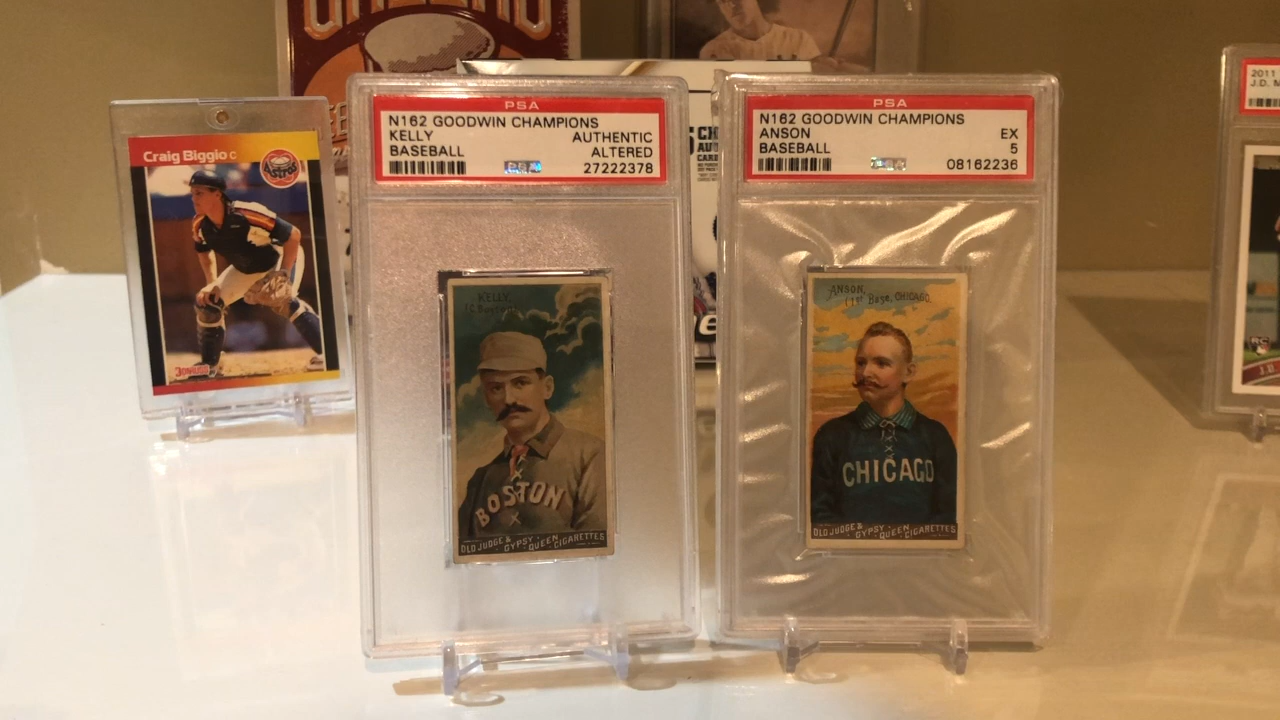 Craig Biggio C
Astros
Donruss
PSA
N162 GOODWIN CHAMPIONS
KELLY AUTHENTIC
BASEBALL ALTERED
27222378
KELLY,
(C. Boston)
BOSTON
OLD JUDGE &
GYPSY QUEEN CIGARETTES
PSA
N162 GOODWIN CHAMPIONS
ANSON EX
BASEBALL 5
08162236
ANSON,
(1st Base, CHICAGO.
CHICAGO
OLD JUDGE &
GYPSY QUEEN CIGARETTES
2011
J.D. M
J.D.